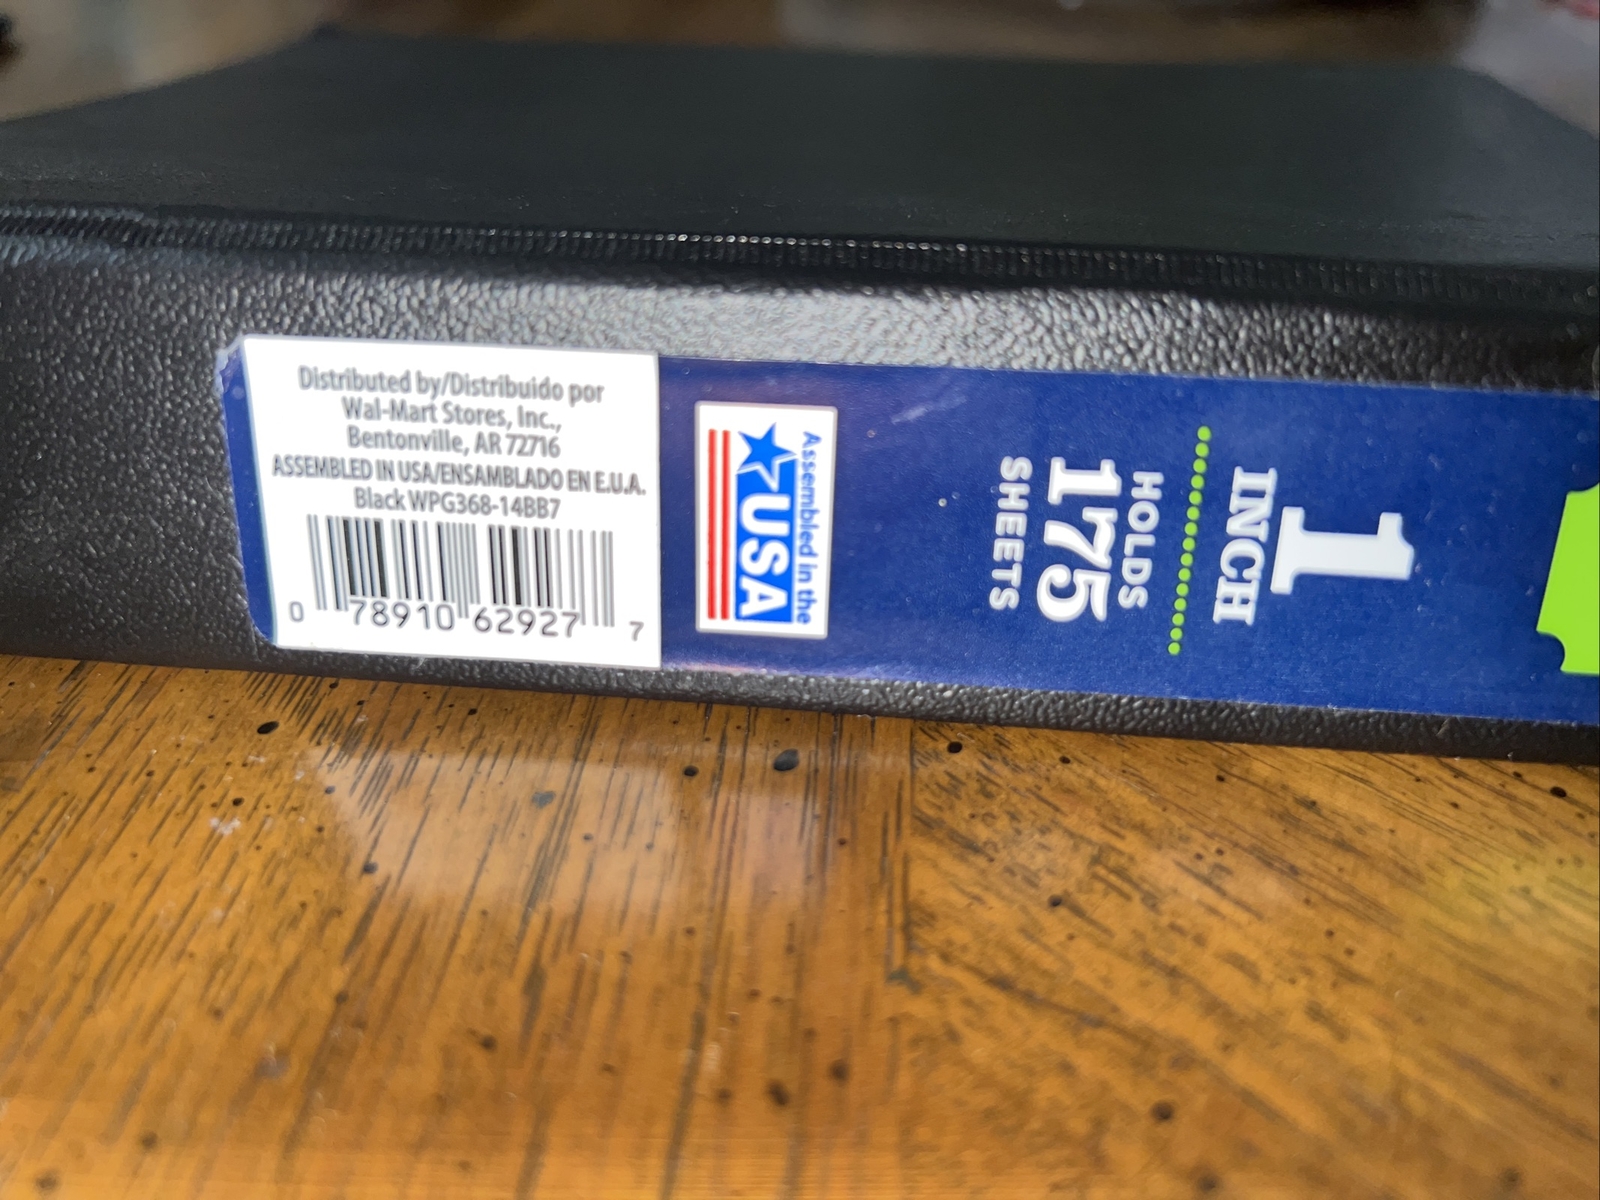 Distributed by/Distribuido por
Wal-Mart Stores, Inc.,
Bentonville, AR 72716
ASSEMBLED IN USA/ENSAMBLADO EN E.U.A.
Black WPG368-14BB7
0 78910 62927 7
Assembled in the
USA
1
INCH
HOLDS
175
SHEETS